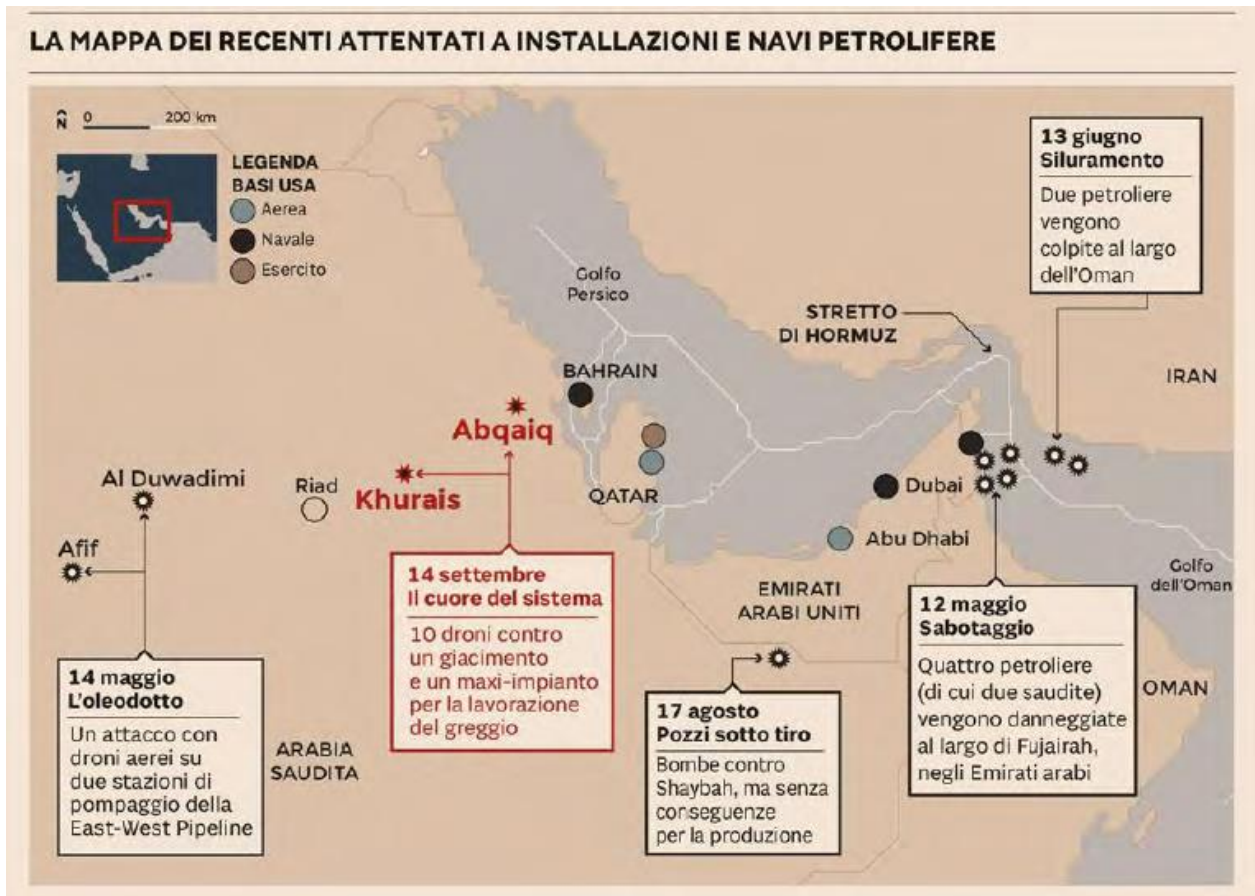 LA MAPPA DEI RECENTI ATTENTATI A INSTALLAZIONI E NAVI PETROLIFERE
N
0 200 km
LEGENDA
BASI USA
Aerea
Navale
Esercito
13 giugno
Siluramento
Due petroliere
vengono
colpite al largo
dell'Oman
Golfo
Persico
STRETTO
DI HORMUZ
IRAN
BAHRAIN
Abqaiq
Khurais
Al Duwadimi
Riad
Afif
QATAR
Dubai
Abu Dhabi
Golfo
dell'Oman
EMIRATI
ARABI UNITI
OMAN
ARABIA
SAUDITA
14 settembre
Il cuore del sistema
10 droni contro
un giacimento
e un maxi-impianto
per la lavorazione
del greggio
12 maggio
Sabotaggio
Quattro petroliere
(di cui due saudite)
vengono danneggiate
al largo di Fujairah,
negli Emirati arabi
14 maggio
L'oleodotto
Un attacco con
droni aerei su
due stazioni di
pompaggio della
East-West Pipeline
17 agosto
Pozzi sotto tiro
Bombe contro
Shaybah, ma senza
conseguenze
per la produzione